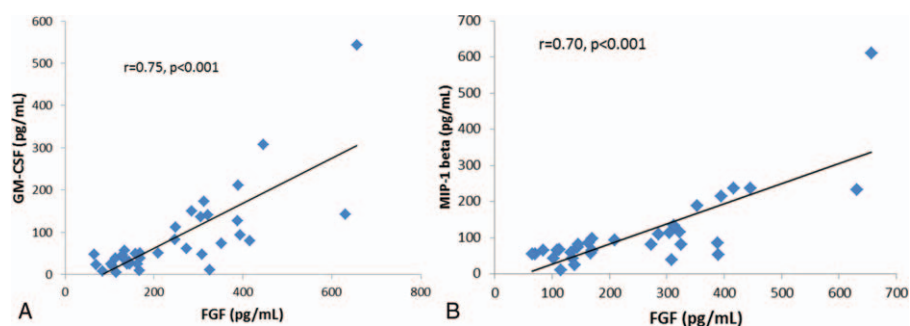 600
500
400
300
200
100
0
GM-CSF (pg/mL)
r=0.75, p<0.001
0 200 400 600 800
A
FGF (pg/mL)
700
600
500
400
300
200
100
0
MIP-1 beta (pg/mL)
r=0.70, p<0.001
0 100 200 300 400 500 600 700
B
FGF (pg/mL)